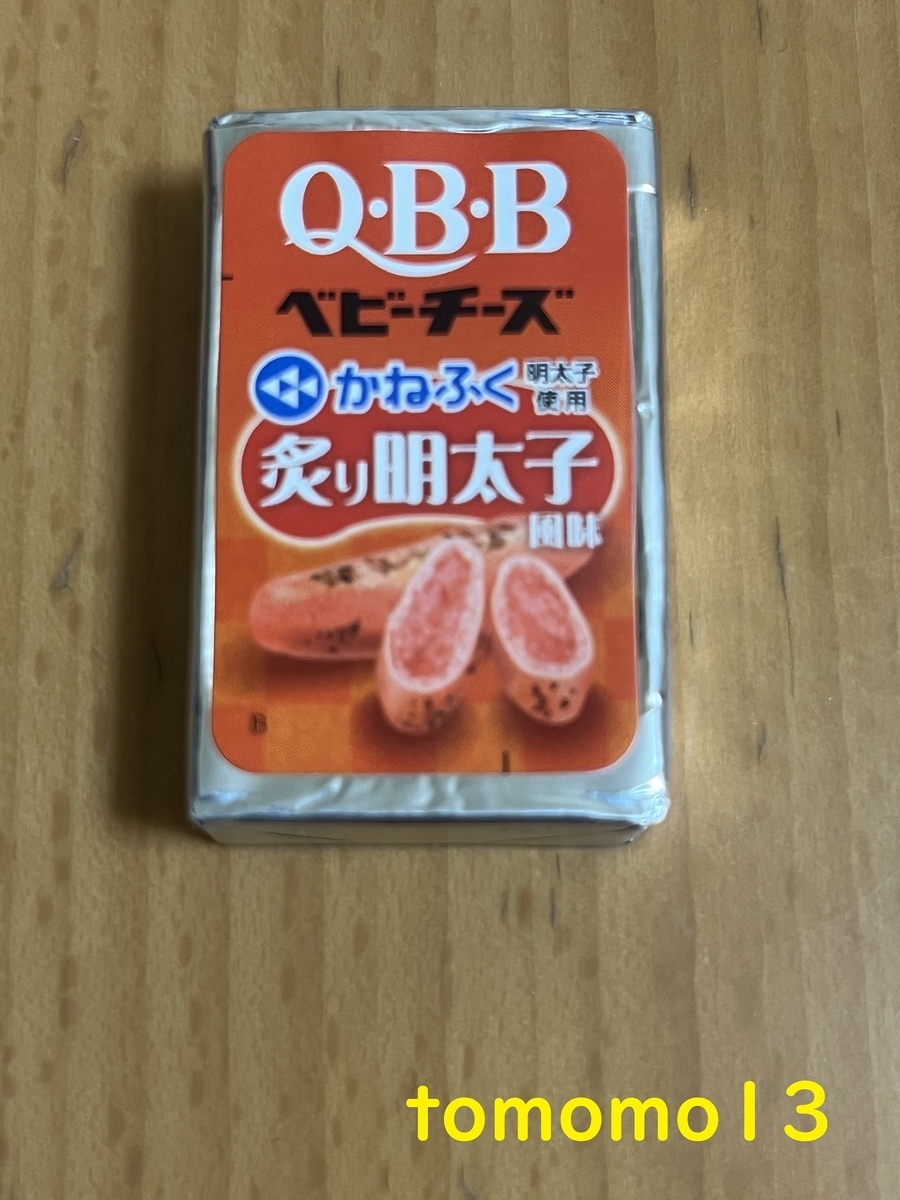 Q·B·B
ベビーチーズ
かねふく 明太子
使用
炙り明太子
風味
B
tomomo13